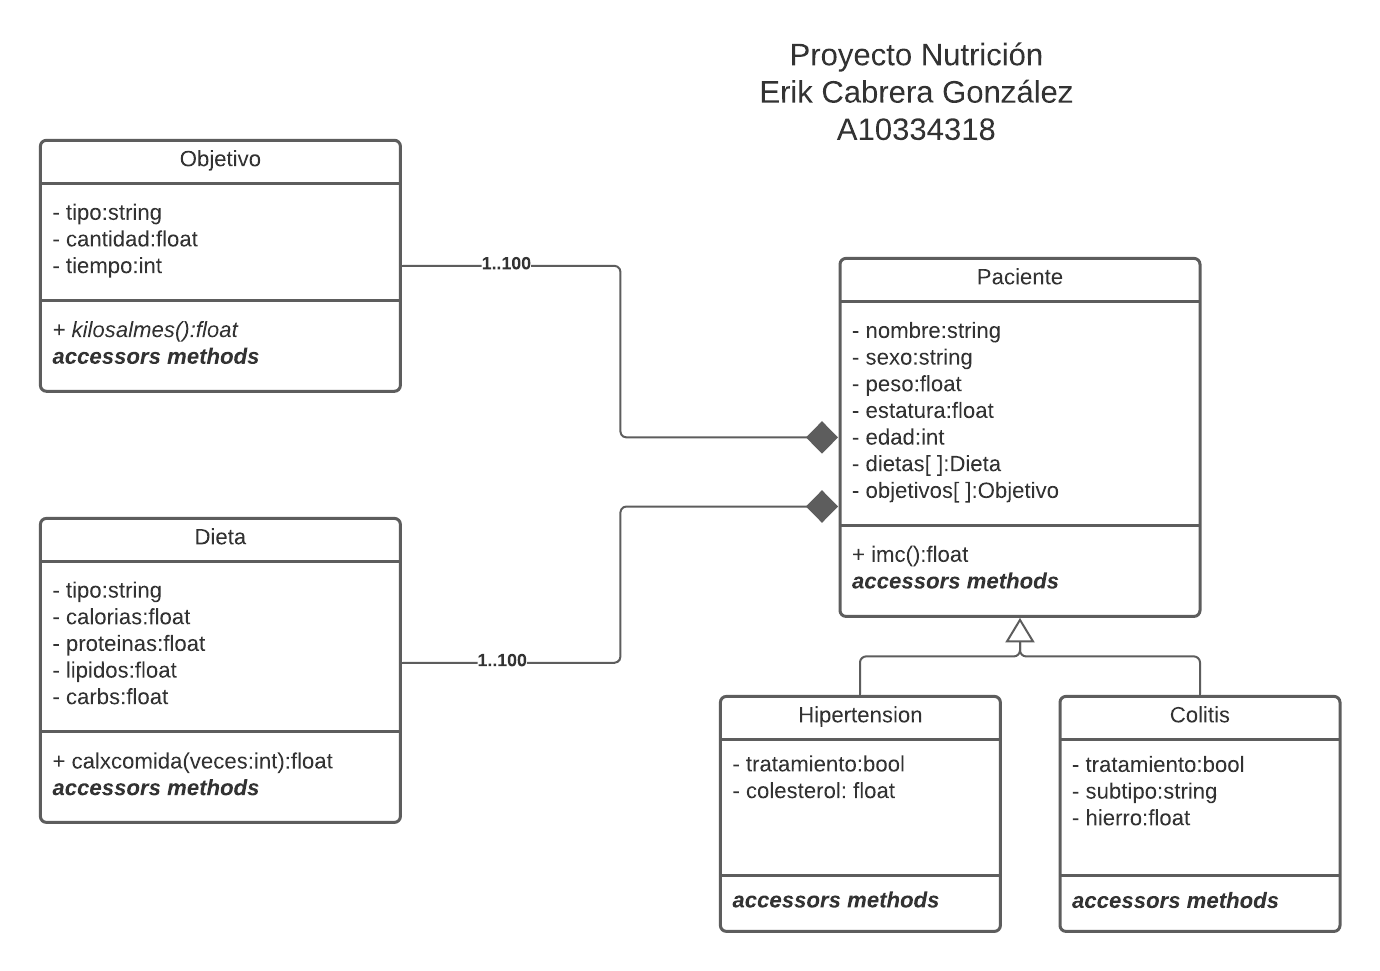 Proyecto Nutrición
Erik Cabrera González
A10334318
Objetivo
- tipo:string
- cantidad:float
- tiempo:int
+ kilosalmes():float
accessors methods
1..100
Paciente
- nombre:string
- sexo:string
- peso:float
- estatura:float
- edad:int
- dietas[ ]:Dieta
- objetivos[ ]:Objetivo
+ imc():float
accessors methods
Dieta
- tipo:string
- calorias:float
- proteinas:float
- lipidos:float
- carbs:float
+ calxcomida(veces:int):float
accessors methods
1..100
Hipertension
- tratamiento:bool
- colesterol: float
accessors methods
Colitis
- tratamiento:bool
- subtipo:string
- hierro:float
accessors methods